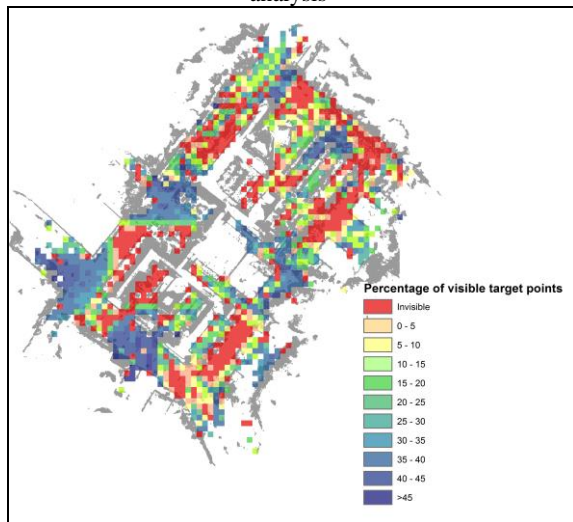 analysis
Percentage of visible target points
Invisible
0 - 5
5 - 10
10 - 15
15 - 20
20 - 25
25 - 30
30 - 35
35 - 40
40 - 45
>45